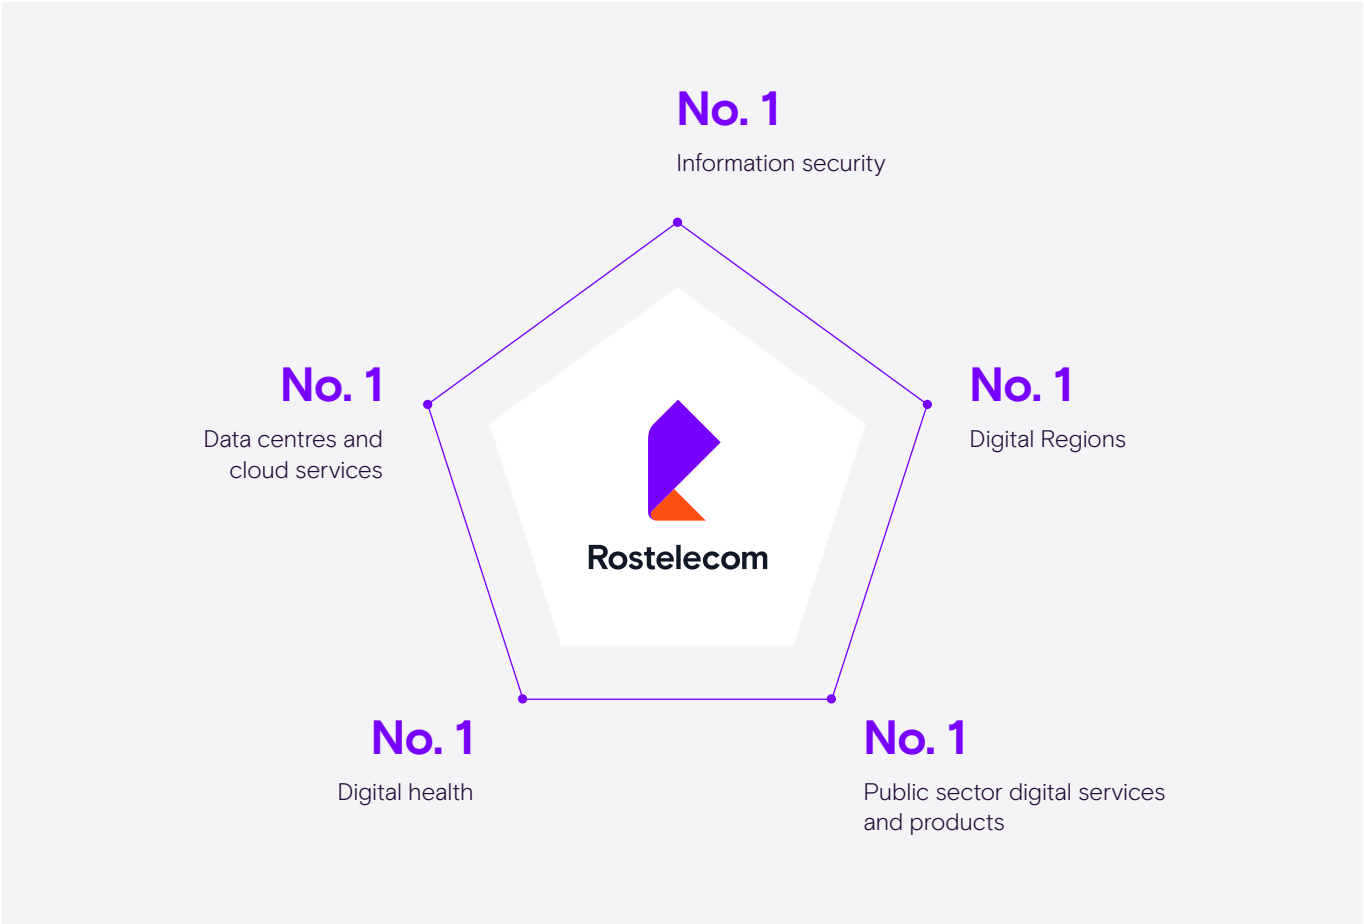 No. 1
Information security
No. 1
Data centres and
cloud services
No. 1
Digital Regions
Rostelecom
No. 1
Digital health
No. 1
Public sector digital services
and products